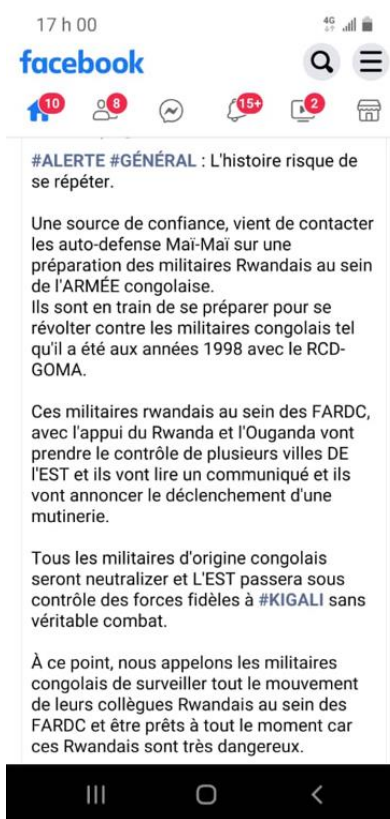 17 h 00
4G
facebook
10
8
15+
2
#ALERTE #GÉNÉRAL : L'histoire risque de
se répéter.
Une source de confiance, vient de contacter
les auto-defense Maï-Maï sur une
préparation des militaires Rwandais au sein
de l'ARMÉE congolaise.
Ils sont en train de se préparer pour se
révolter contre les militaires congolais tel
qu'il a été aux années 1998 avec le RCD-
GOMA.
Ces militaires rwandais au sein des FARDC,
avec l'appui du Rwanda et l'Ouganda vont
prendre le contrôle de plusieurs villes DE
l'EST et ils vont lire un communiqué et ils
vont annoncer le déclenchement d'une
mutinerie.
Tous les militaires d'origine congolais
seront neutralizer et L'EST passera sous
contrôle des forces fidèles à #KIGALI sans
véritable combat.
À ce point, nous appelons les militaires
congolais de surveiller tout le mouvement
de leurs collègues Rwandais au sein des
FARDC et être prêts à tout le moment car
ces Rwandais sont très dangereux.